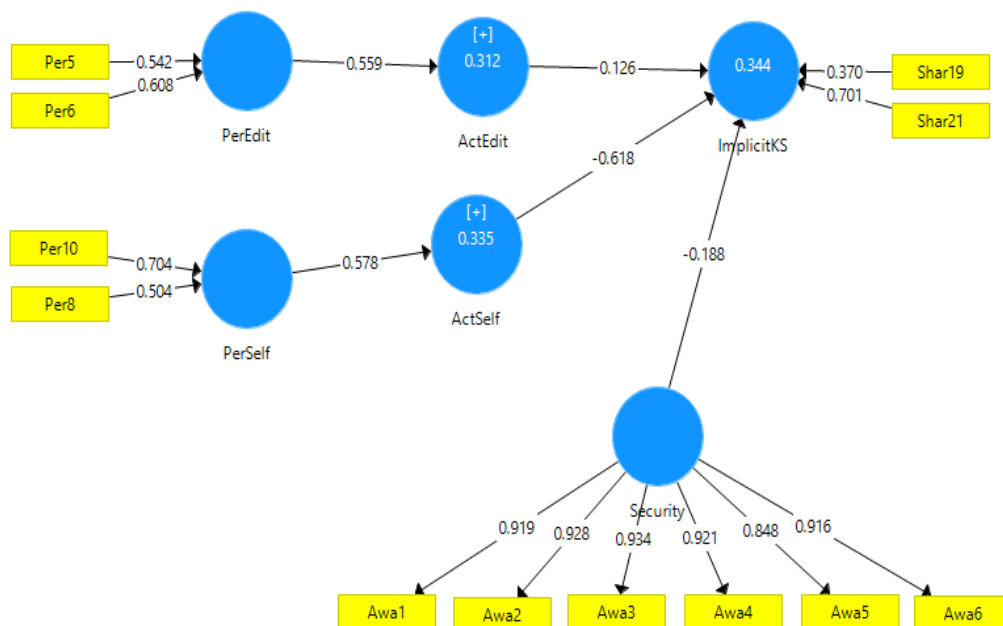 [+]
Per5
0.542
0.559
0.312
0.126
0.344
0.370
Shar19
0.608
0.701
Per6
Shar21
PerEdit
ActEdit
ImplicitKS
-0.618
[+]
Per10
0.704
0.578
0.335
-0.188
Per8
0.504
ActSelf
PerSelf
Security
0.919
0.928
0.934
0.921
0.848
0.916
Awa1
Awa2
Awa3
Awa4
Awa5
Awa6